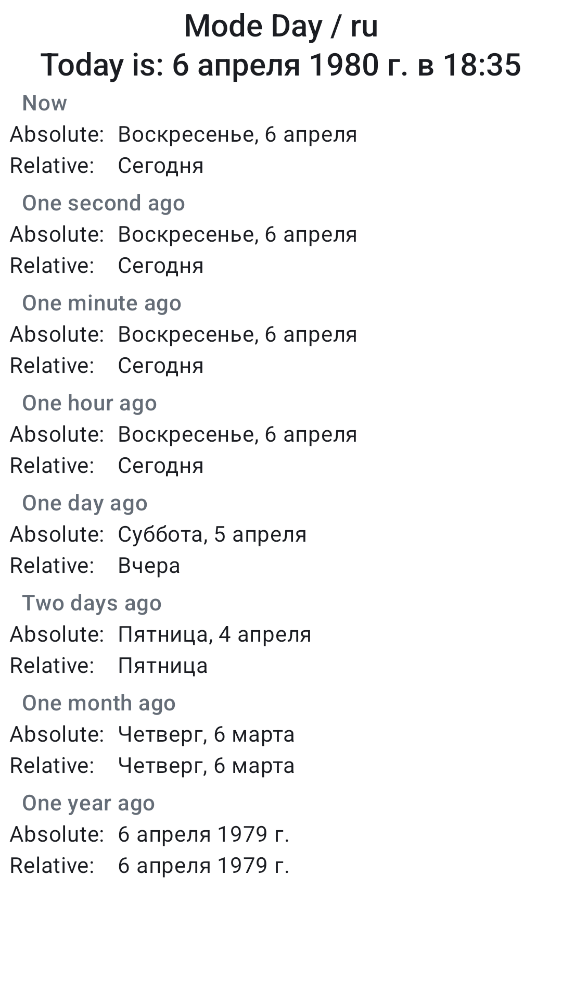 Mode Day / ru
Today is: 6 апреля 1980 г. в 18:35
Now
Absolute: Воскресенье, 6 апреля
Relative: Сегодня
One second ago
Absolute: Воскресенье, 6 апреля
Relative: Сегодня
One minute ago
Absolute: Воскресенье, 6 апреля
Relative: Сегодня
One hour ago
Absolute: Воскресенье, 6 апреля
Relative: Сегодня
One day ago
Absolute: Суббота, 5 апреля
Relative: Вчера
Two days ago
Absolute: Пятница, 4 апреля
Relative: Пятница
One month ago
Absolute: Четверг, 6 марта
Relative: Четверг, 6 марта
One year ago
Absolute: 6 апреля 1979 г.
Relative: 6 апреля 1979 г.